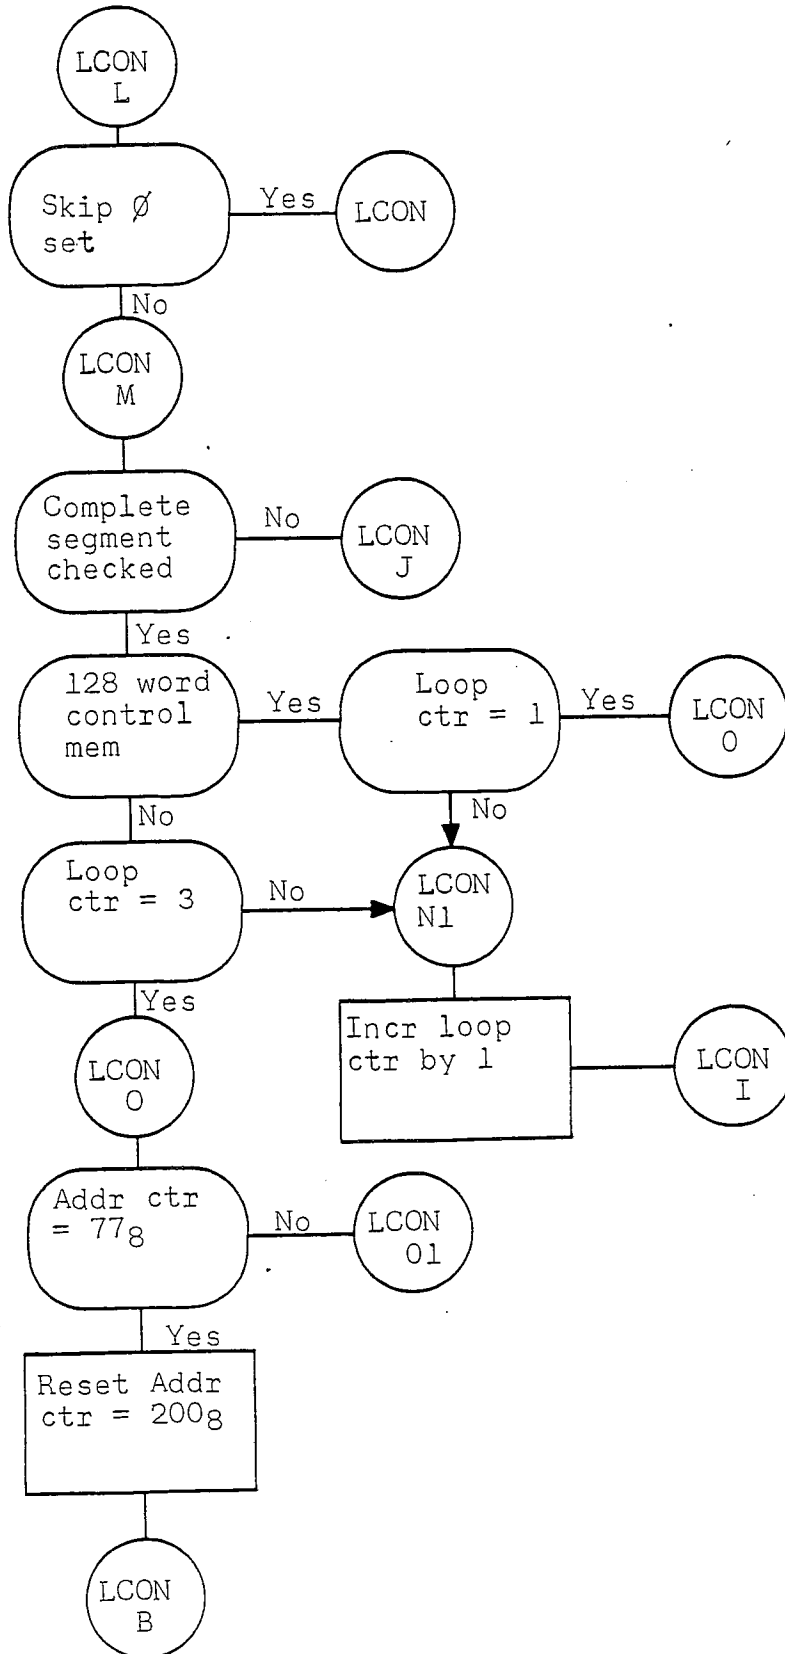 LCON
L
Skip Ø
set
Yes
LCON
No
LCON
M
Complete
segment
checked
No
LCON
J
Yes
128 word
control
mem
Yes
Loop
ctr = 1
Yes
LCON
O
No
No
Loop
ctr = 3
No
LCON
N1
Yes
Incr loop
ctr by 1
LCON
I
LCON
O
Addr ctr
= 77₈
No
LCON
O1
Yes
Reset Addr
ctr = 200₈
LCON
B